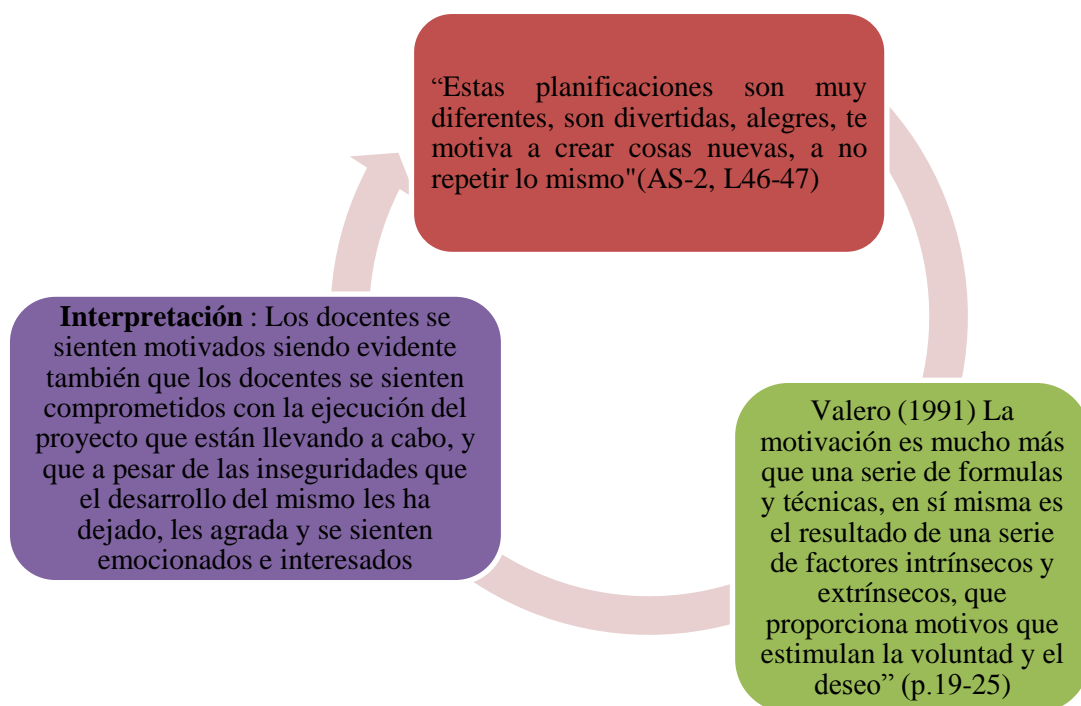 “Estas planificaciones son muy
diferentes, son divertidas, alegres, te
motiva a crear cosas nuevas, a no
repetir lo mismo"(AS-2, L46-47)
Interpretación : Los docentes se
sienten motivados siendo evidente
también que los docentes se sienten
comprometidos con la ejecución del
proyecto que están llevando a cabo, y
que a pesar de las inseguridades que
el desarrollo del mismo les ha
dejado, les agrada y se sienten
emocionados e interesados
Valero (1991) La
motivación es mucho más
que una serie de formulas
y técnicas, en sí misma es
el resultado de una serie
de factores intrínsecos y
extrínsecos, que
proporciona motivos que
estimulan la voluntad y el
deseo” (p.19-25)